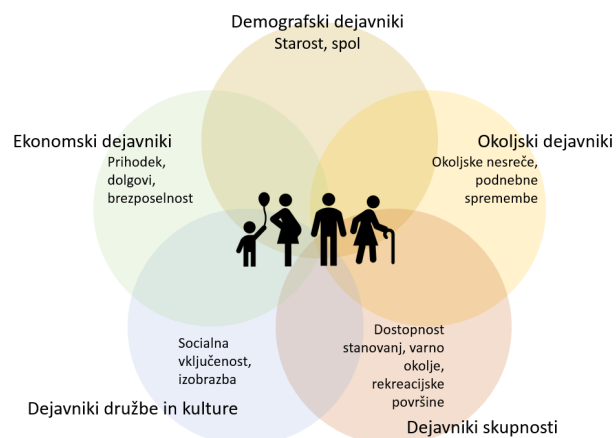 Demografski dejavniki
Starost, spol
Ekonomski dejavniki
Prihodek,
dolgovi,
brezposelnost
Okoljski dejavniki
Okoljske nesreče,
podnebne
spremembe
Socialna
vključenost,
izobrazba
Dejavniki družbe in kulture
Dostopnost
stanovanj, varno
okolje,
rekreacijske
površine
Dejavniki skupnosti